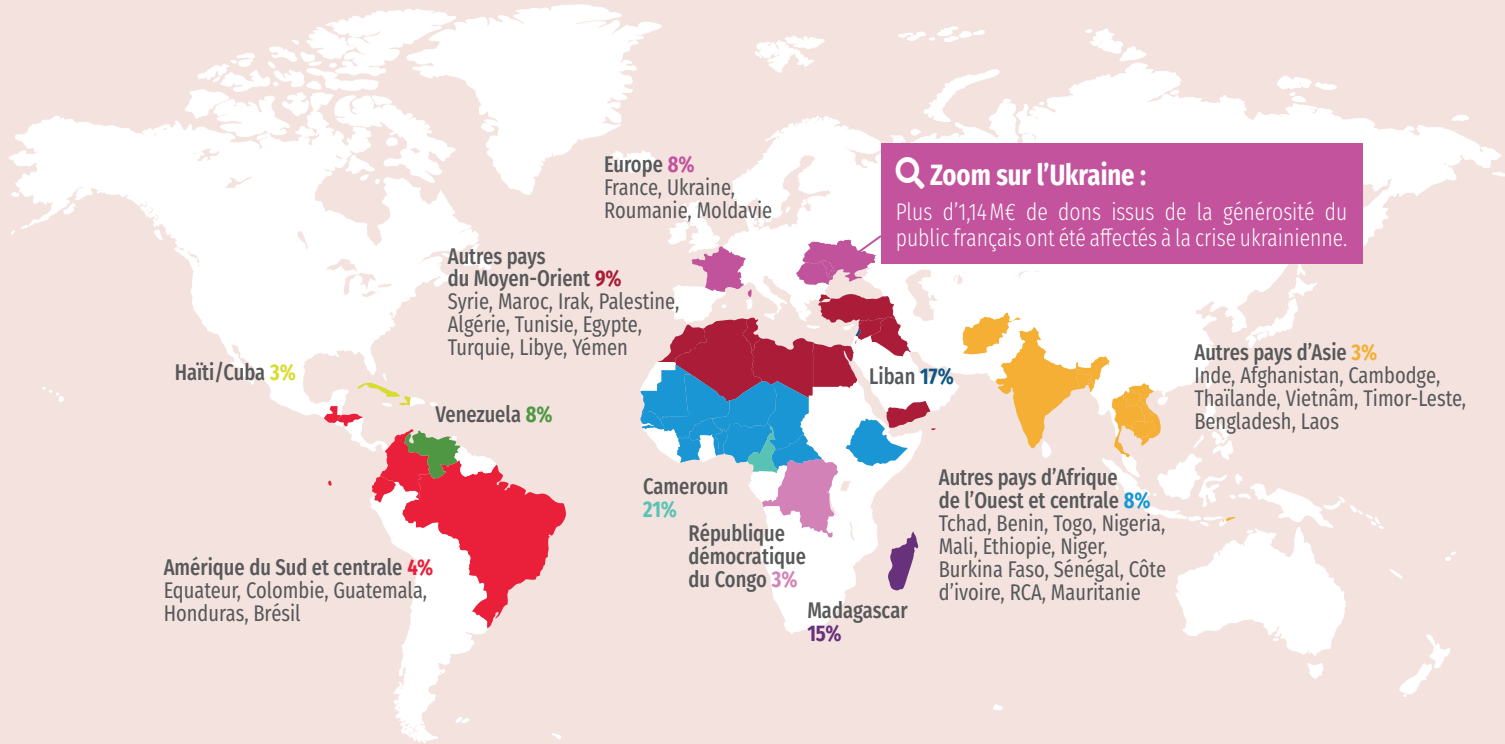 Europe 8%
France, Ukraine,
Roumanie, Moldavie
Zoom sur l'Ukraine :
Plus d'1,14 M€ de dons issus de la générosité du
public français ont été affectés à la crise ukrainienne.
Autres pays
du Moyen-Orient 9%
Syrie, Maroc, Irak, Palestine,
Algérie, Tunisie, Egypte,
Turquie, Libye, Yémen
Haïti/Cuba 3%
Venezuela 8%
Liban 17%
Autres pays d'Asie 3%
Inde, Afghanistan, Cambodge,
Thaïlande, Vietnâm, Timor-Leste,
Bengladesh, Laos
Cameroun
21%
République
démocratique
du Congo 3%
Autres pays d'Afrique
de l'Ouest et centrale 8%
Tchad, Benin, Togo, Nigeria,
Mali, Ethiopie, Niger,
Burkina Faso, Sénégal, Côte
d'ivoire, RCA, Mauritanie
Amérique du Sud et centrale 4%
Equateur, Colombie, Guatemala,
Honduras, Brésil
Madagascar
15%